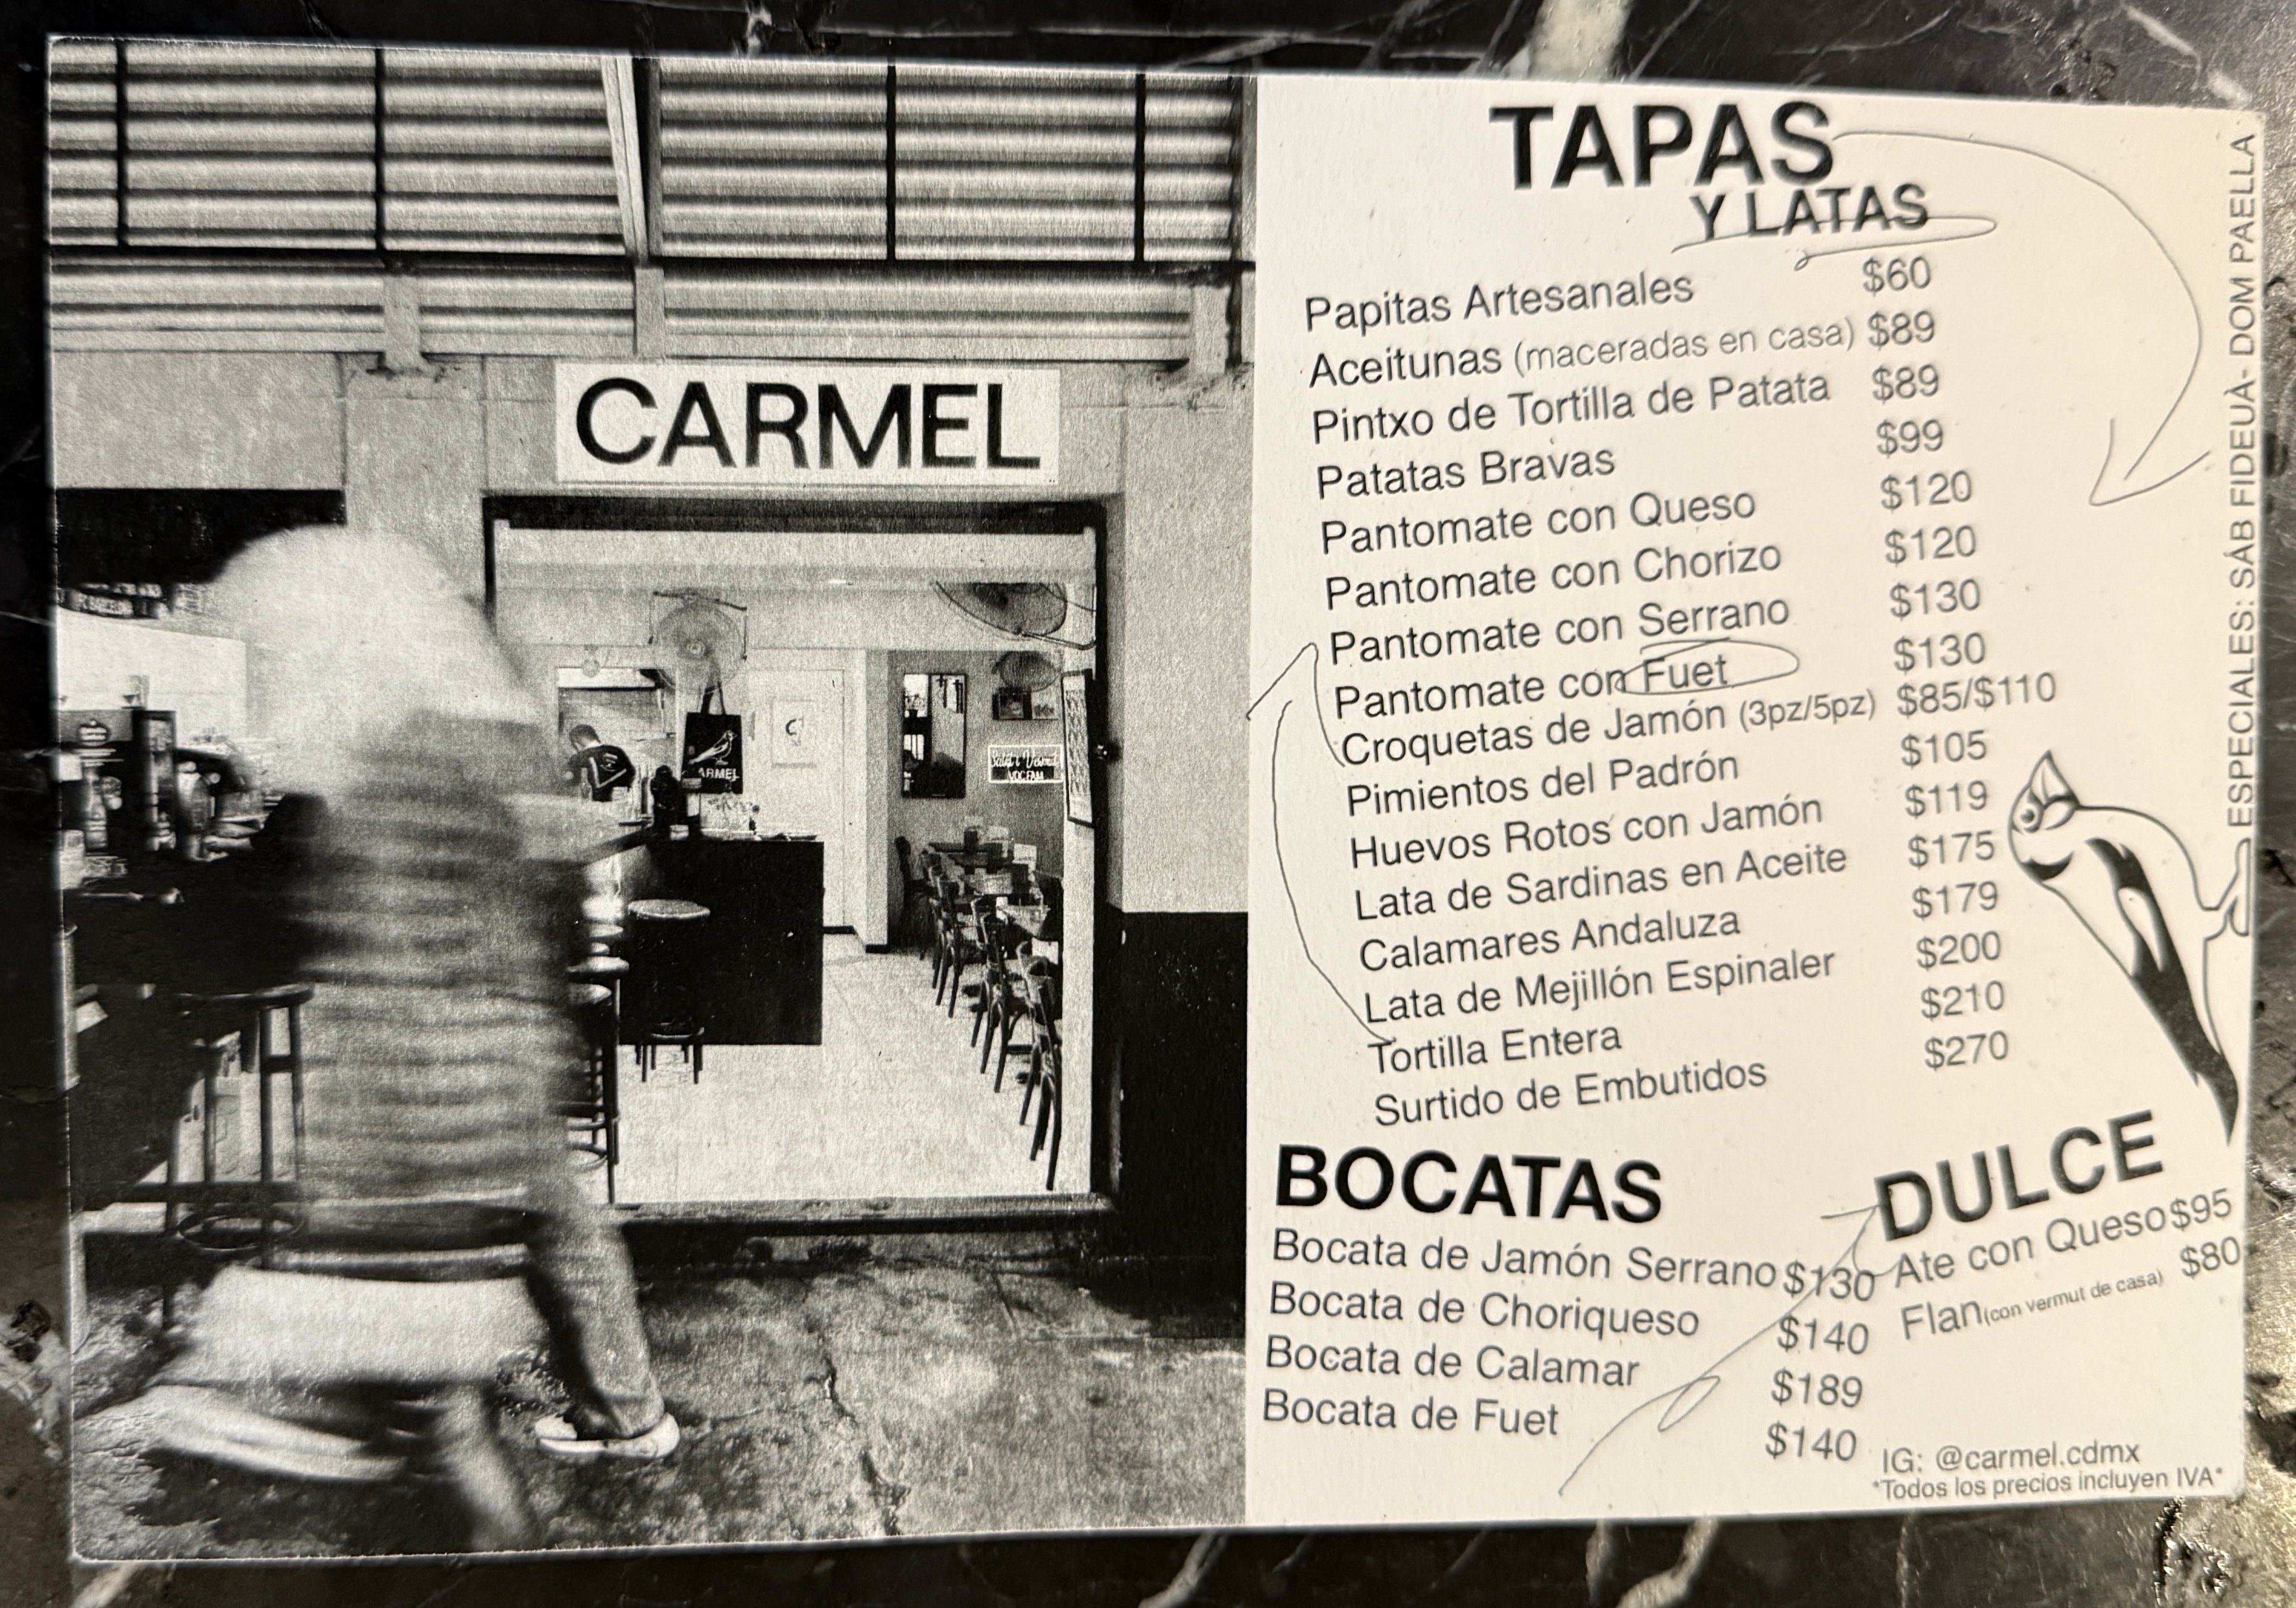 CARMEL
CARMEL
TAPAS
Y LATAS
Papitas Artesanales $60
Aceitunas (maceradas en casa) $89
Pintxo de Tortilla de Patata $89
Patatas Bravas $99
Pantomate con Queso $120
Pantomate con Chorizo $120
Pantomate con Serrano $130
Pantomate con Fuet $130
Croquetas de Jamón (3pz/5pz) $85/$110
Pimientos del Padrón $105
Huevos Rotos con Jamón $119
Lata de Sardinas en Aceite $175
Calamares Andaluza $179
Lata de Mejillón Espinaler $200
Tortilla Entera $210
Surtido de Embutidos $270
ESPECIALES: SÁB FIDEUÀ- DOM PAELLA
BOCATAS
Bocata de Jamón Serrano $130
Bocata de Choriqueso $140
Bocata de Calamar $189
Bocata de Fuet $140
DULCE
Ate con Queso $95
Flan (con vermut de casa) $80
IG: @carmel.cdmx
*Todos los precios incluyen IVA*